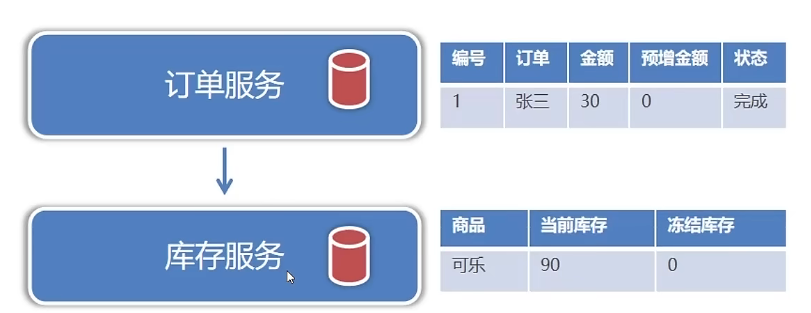 订单服务
编号 订单 金额 预增金额 状态
1 张三 30 0 完成
库存服务
商品 当前库存 冻结库存
可乐 90 0